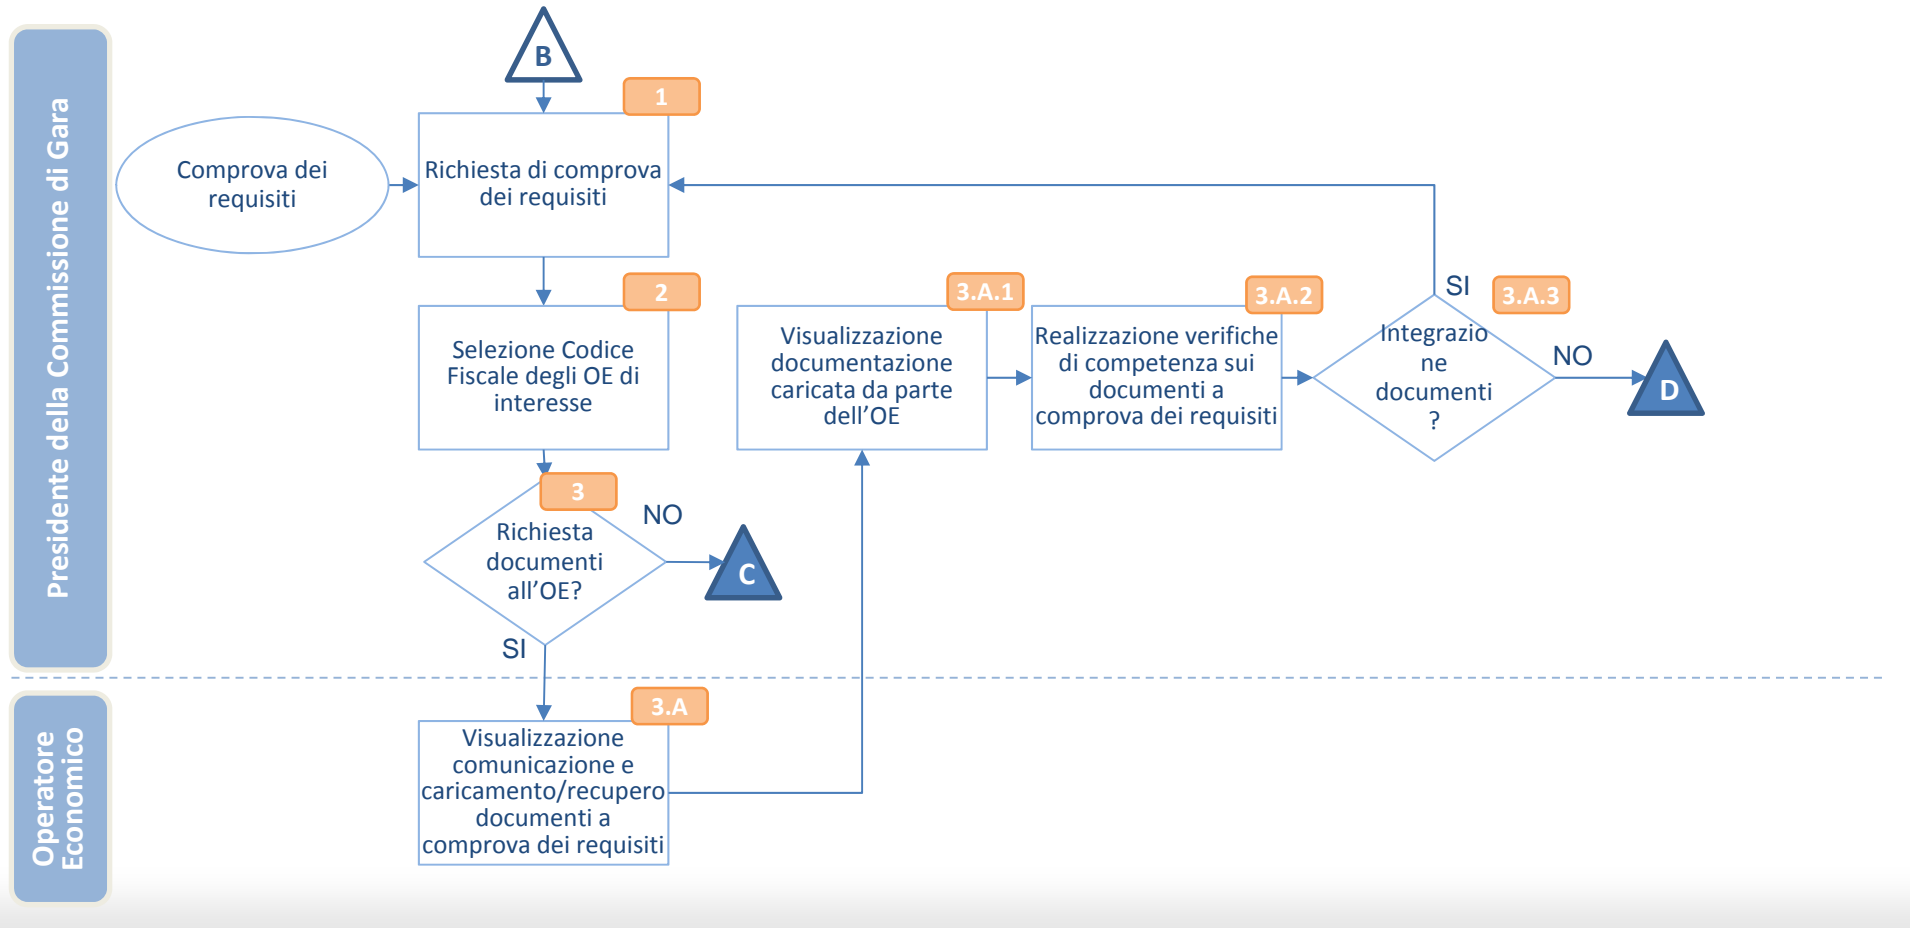 Presidente della Commissione di Gara
B
1
Comprova dei
requisiti
Richiesta di comprova
dei requisiti
2
Selezione Codice
Fiscale degli OE di
interesse
3.A.1
Visualizzazione
documentazione
caricata da parte
dell’OE
3.A.2
Realizzazione verifiche
di competenza sui
documenti a
comprova dei requisiti
SI
3.A.3
Integrazio
ne
documenti
?
NO
D
3
Richiesta
documenti
all’OE?
NO
C
SI
Operatore
Economico
3.A
Visualizzazione
comunicazione e
caricamento/recupero
documenti a
comprova dei requisiti